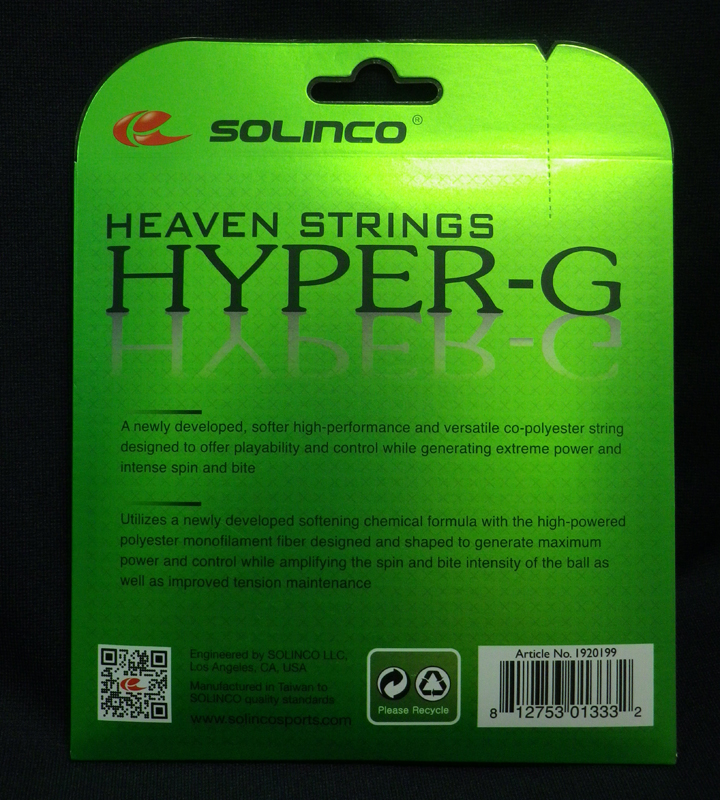 SOLINCO®
HEAVEN STRINGS
HYPER-G
HYPER-G
A newly developed, softer high-performance and versatile co-polyester string
designed to offer playability and control while generating extreme power and
intense spin and bite
Utilizes a newly developed softening chemical formula with the high-powered
polyester monofilament fiber designed and shaped to generate maximum
power and control while amplifying the spin and bite intensity of the ball as
well as improved tension maintenance
Engineered by SOLINCO LLC,
Los Angeles, CA, USA
Manufactured in Taiwan to
SOLINCO quality standards
www.solincosports.com
Please Recycle
Article No. 1920199
8 12753 01333 2